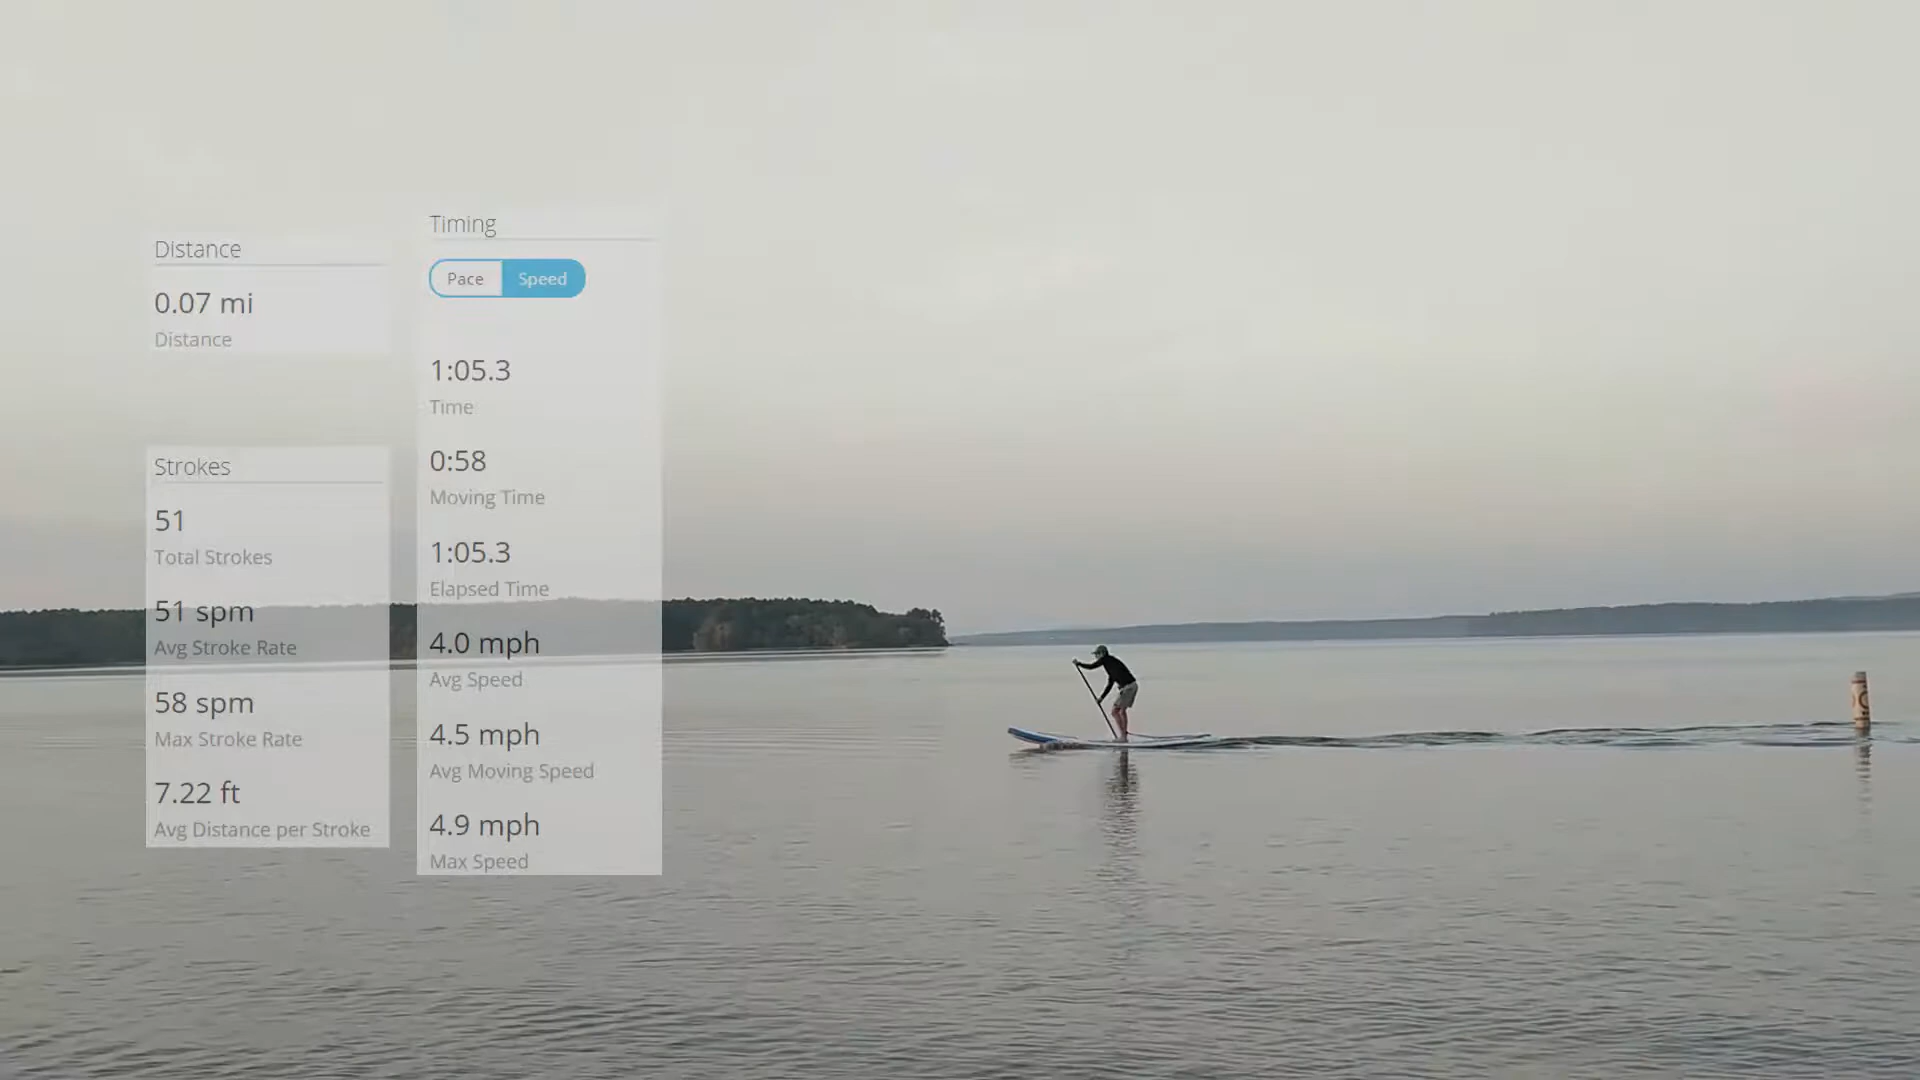 Distance
0.07 mi
Distance
Strokes
51
Total Strokes
51 spm
Avg Stroke Rate
58 spm
Max Stroke Rate
7.22 ft
Avg Distance per Stroke
Timing
Pace Speed
1:05.3
Time
0:58
Moving Time
1:05.3
Elapsed Time
4.0 mph
Avg Speed
4.5 mph
Avg Moving Speed
4.9 mph
Max Speed